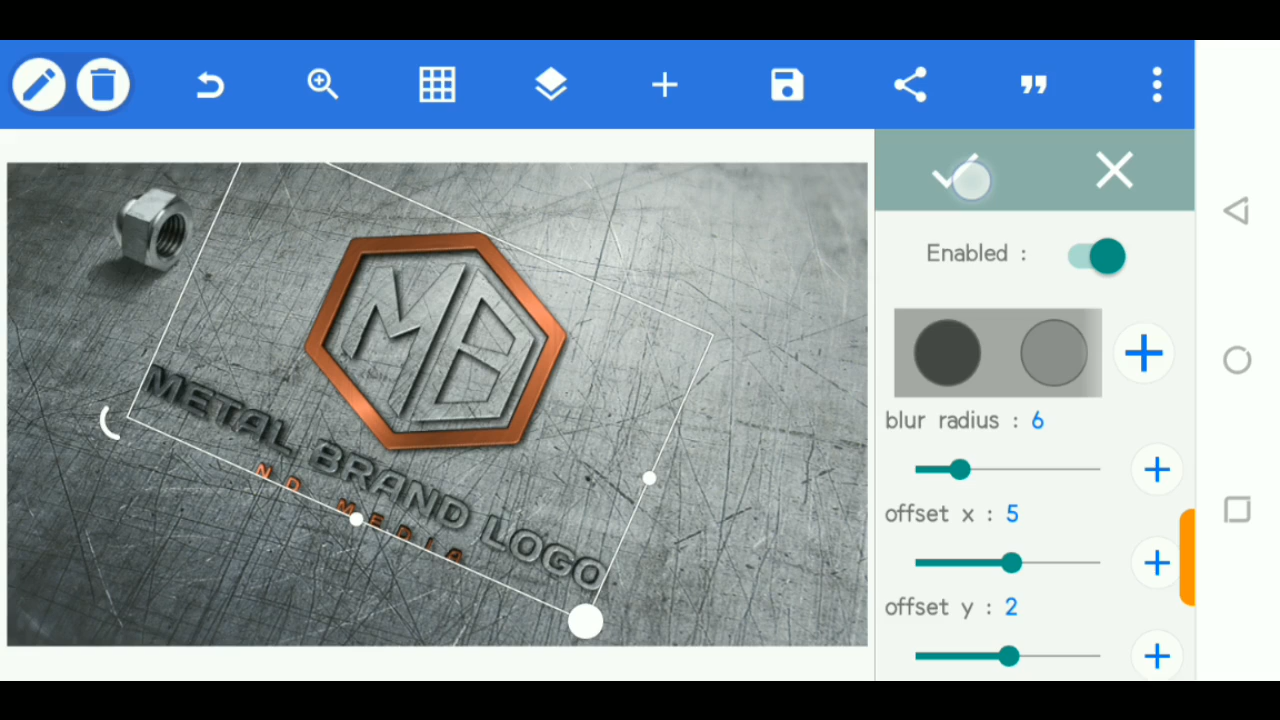 Enabled :
blur radius : 6
offset x : 5
offset y : 2
MB
METAL BRAND LOGO
ND MEDIA